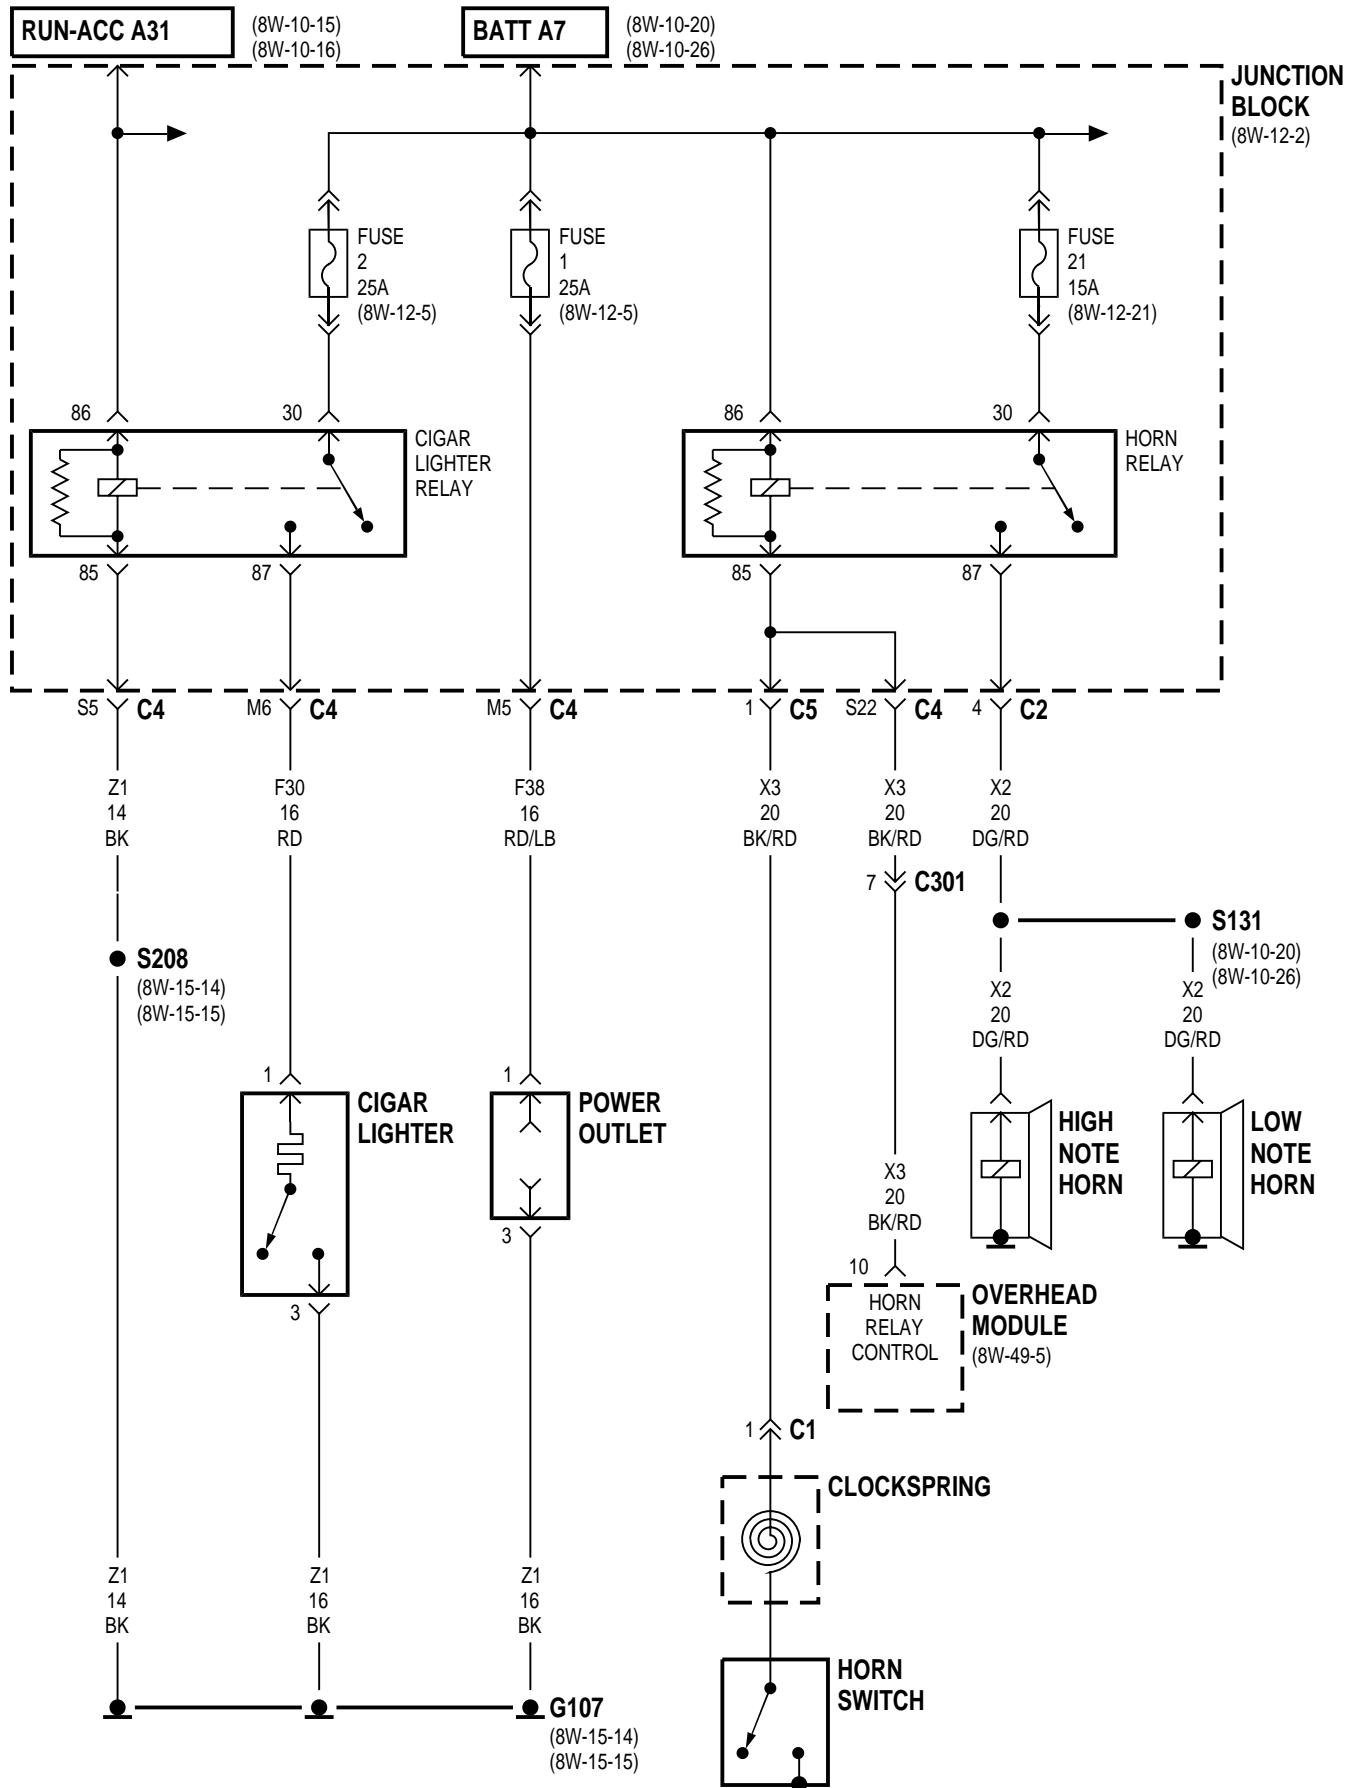 RUN-ACC A31
(8W-10-15)
(8W-10-16)
BATT A7
(8W-10-20)
(8W-10-26)
JUNCTION
BLOCK
(8W-12-2)
FUSE
2
25A
(8W-12-5)
FUSE
1
25A
(8W-12-5)
FUSE
21
15A
(8W-12-21)
86
30
CIGAR
LIGHTER
RELAY
86
30
HORN
RELAY
85
87
85
87
S5
C4
M6
C4
M5
C4
1
C5
S22
C4
4
C2
Z1
14
BK
F30
16
RD
F38
16
RD/LB
X3
20
BK/RD
X3
20
BK/RD
X2
20
DG/RD
7
C301
S131
(8W-10-20)
(8W-10-26)
S208
(8W-15-14)
(8W-15-15)
X2
20
DG/RD
X2
20
DG/RD
1
CIGAR
LIGHTER
3
1
POWER
OUTLET
3
HIGH
NOTE
HORN
LOW
NOTE
HORN
X3
20
BK/RD
10
HORN
RELAY
CONTROL
OVERHEAD
MODULE
(8W-49-5)
1
C1
CLOCKSPRING
Z1
14
BK
Z1
16
BK
Z1
16
BK
HORN
SWITCH
G107
(8W-15-14)
(8W-15-15)